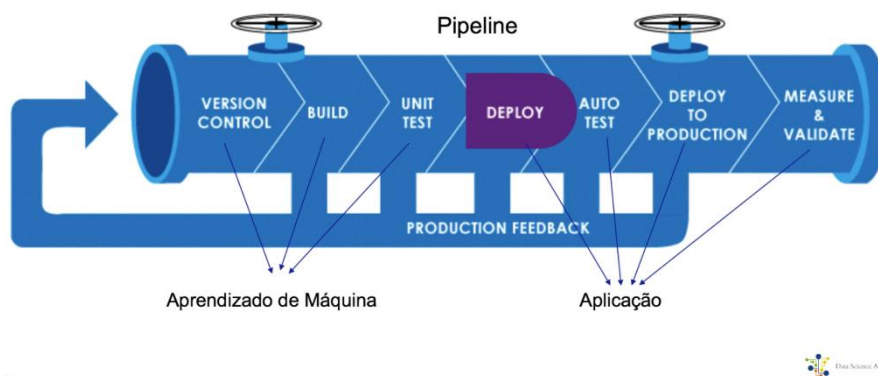 Pipeline
VERSION
CONTROL
BUILD
UNIT
TEST
DEPLOY
AUTO
TEST
DEPLOY
TO
PRODUCTION
MEASURE
&
VALIDATE
PRODUCTION FEEDBACK
Aprendizado de Máquina
Aplicação
Data Science A